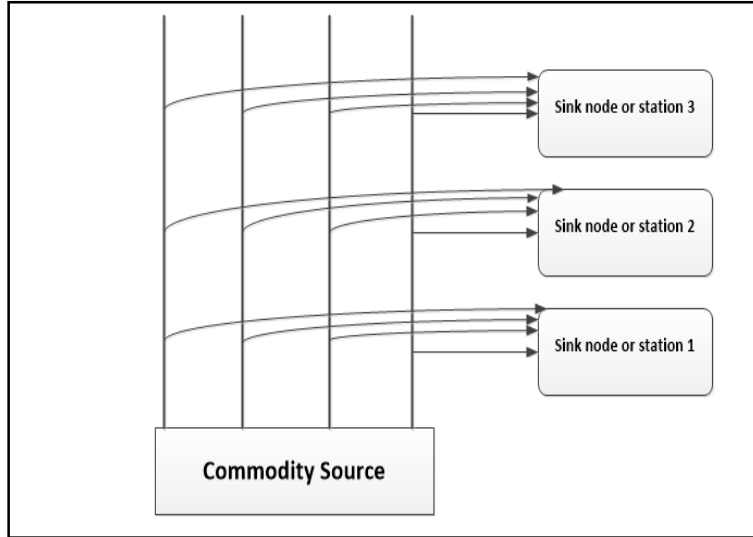 Sink node or station 3
Sink node or station 2
Sink node or station 1
Commodity Source